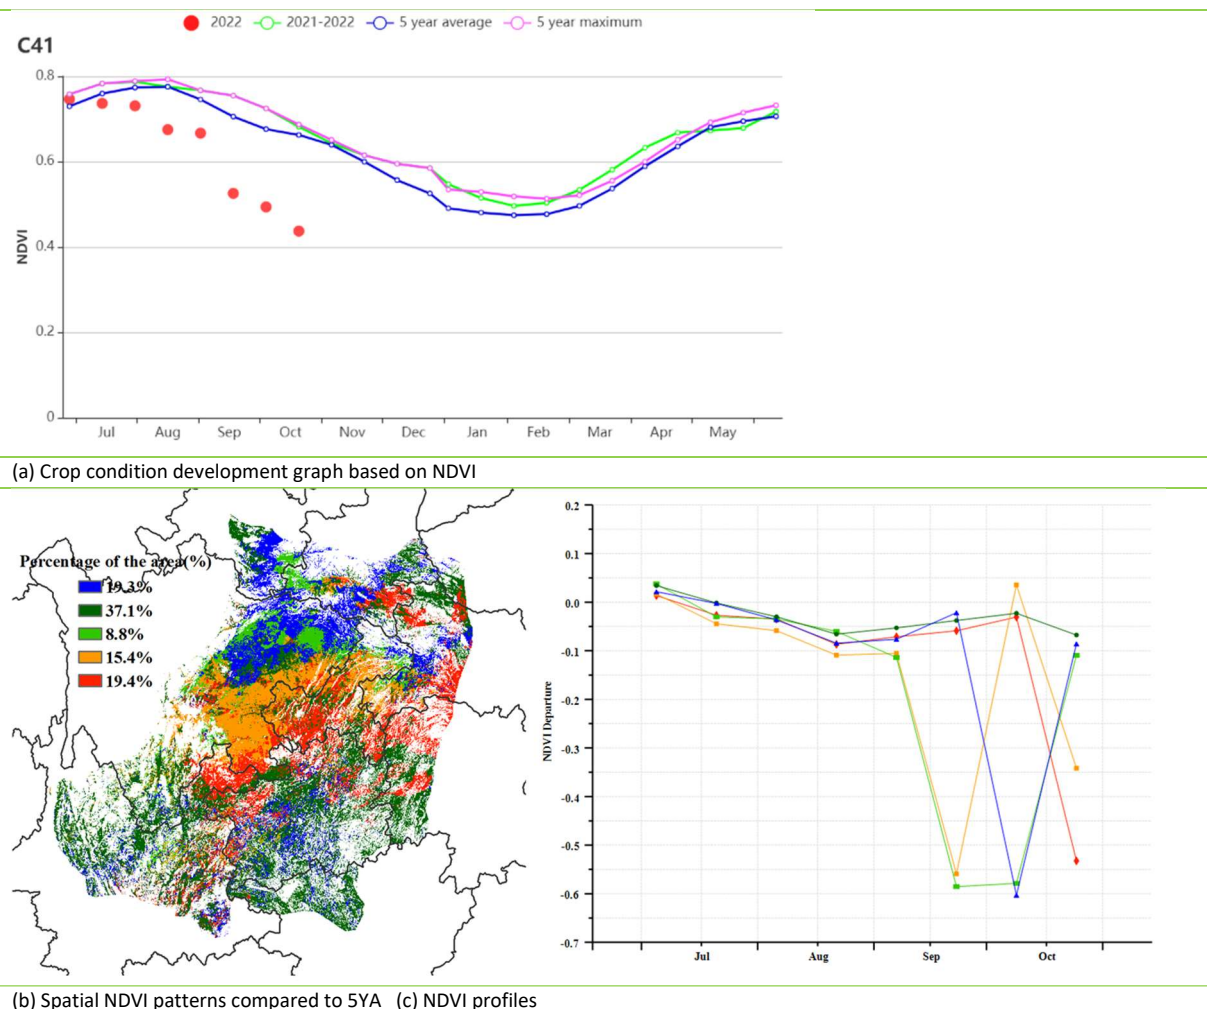 2022 2021-2022 5 year average 5 year maximum
C41
0.8
0.6
0.4
0.2
0
NDVI
Jul Aug Sep Oct Nov Dec Jan Feb Mar Apr May
(a) Crop condition development graph based on NDVI
Percentage of the area(%)
19.3%
37.1%
8.8%
15.4%
19.4%
0.2
0.1
0.0
-0.1
-0.2
-0.3
-0.4
-0.5
-0.6
-0.7
NDVI Departure
Jul Aug Sep Oct
(b) Spatial NDVI patterns compared to 5YA (c) NDVI profiles